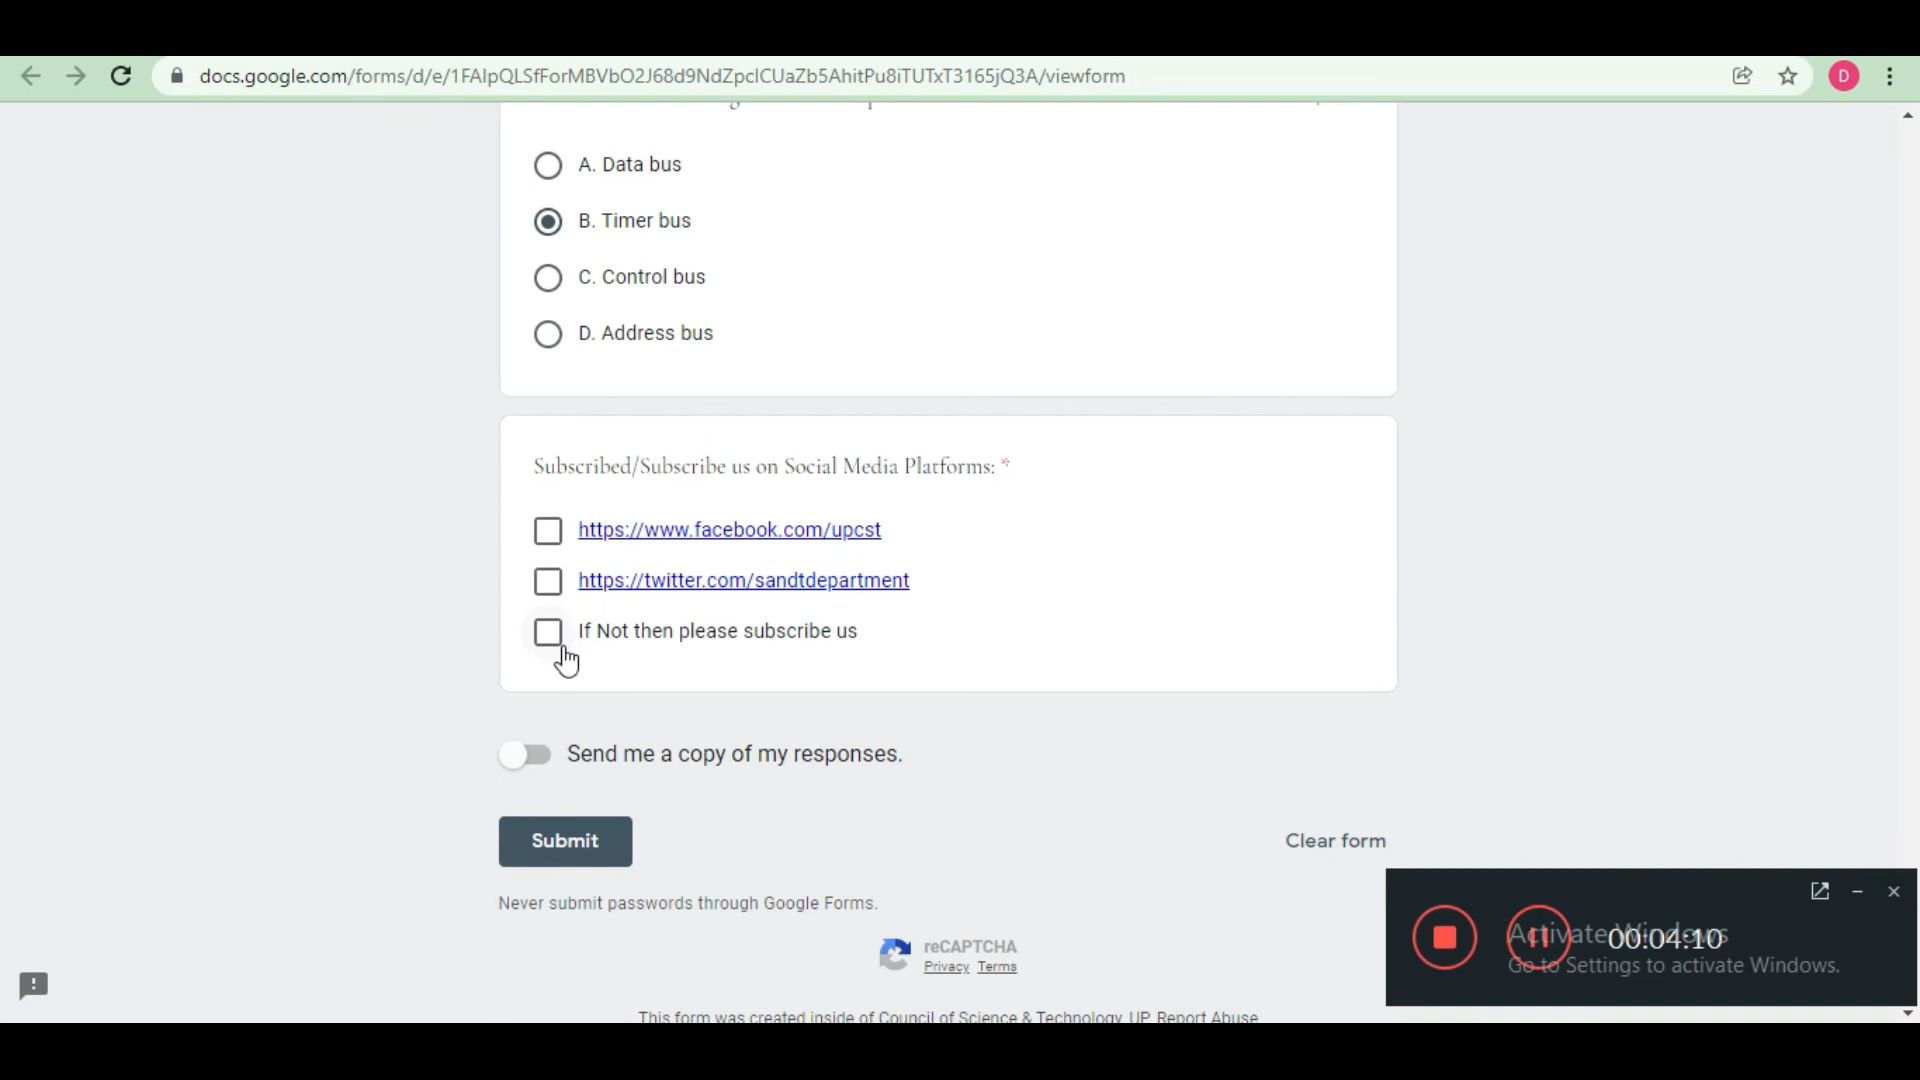 docs.google.com/forms/d/e/1FAIpQLSfForMBVbO2J68d9NdZpcICUaZb5AhitPu8iTUTxT3165jQ3A/viewform
D
A. Data bus
B. Timer bus
C. Control bus
D. Address bus
Subscribed/Subscribe us on Social Media Platforms: *
https://www.facebook.com/upcst
https://twitter.com/sandtdepartment
If Not then please subscribe us
Send me a copy of my responses.
Submit
Clear form
Never submit passwords through Google Forms.
reCAPTCHA
Privacy Terms
Activate Windows
00:04:10
Go to Settings to activate Windows.
This form was created inside of Council of Science & Technology, UP. Report Abuse